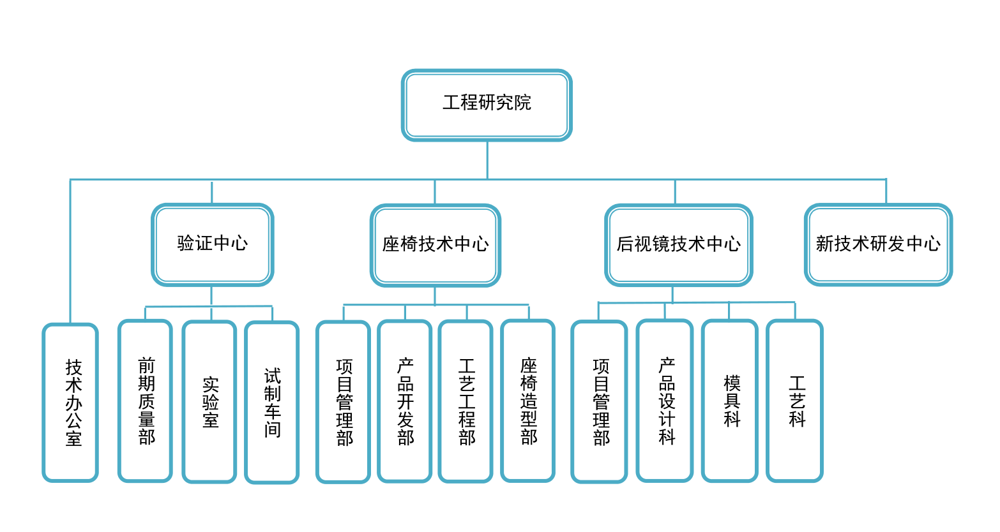 工程研究院
验证中心
座椅技术中心
后视镜技术中心
新技术研发中心
技术办公室
前期质量部
实验室
试制车间
项目管理部
产品开发部
工艺工程部
座椅造型部
项目管理部
产品设计科
模具科
工艺科